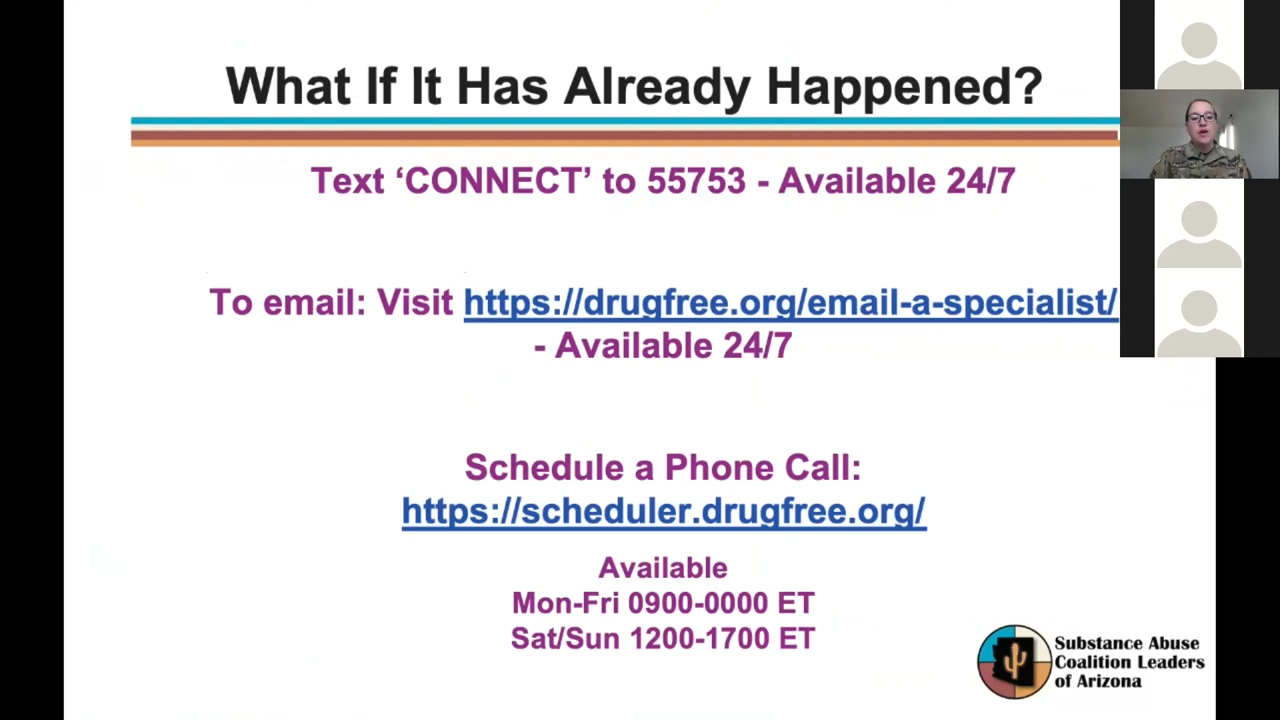 What If It Has Already Happened?
Text ‘CONNECT’ to 55753 - Available 24/7
To email: Visit https://drugfree.org/email-a-specialist/
- Available 24/7
Schedule a Phone Call:
https://scheduler.drugfree.org/
Available
Mon-Fri 0900-0000 ET
Sat/Sun 1200-1700 ET
Substance Abuse
Coalition Leaders
of Arizona